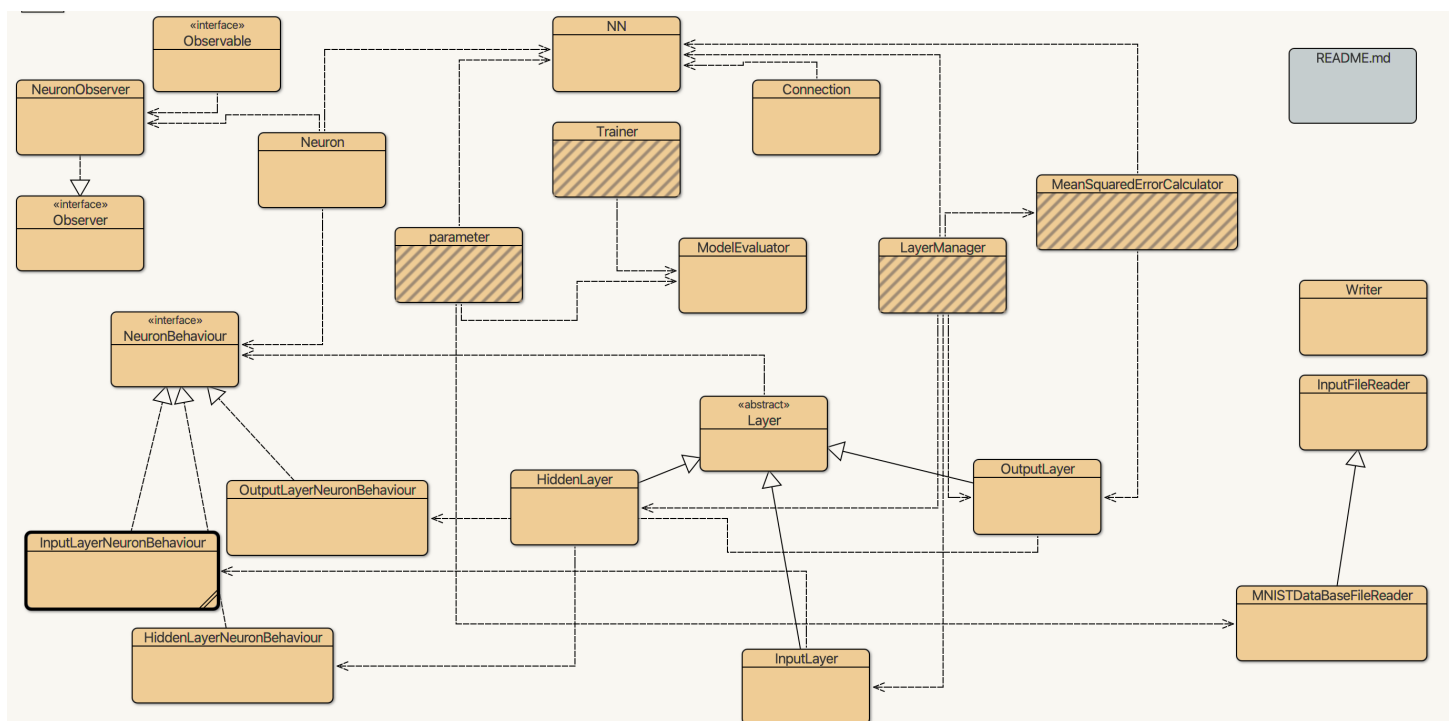 «interface»
Observable
NN
README.md
NeuronObserver
Connection
Trainer
Neuron
MeanSquaredErrorCalculator
«interface»
Observer
parameter
ModelEvaluator
LayerManager
Writer
«interface»
NeuronBehaviour
InputFileReader
«abstract»
Layer
OutputLayer
HiddenLayer
OutputLayerNeuronBehaviour
InputLayerNeuronBehaviour
MNISTDataBaseFileReader
HiddenLayerNeuronBehaviour
InputLayer